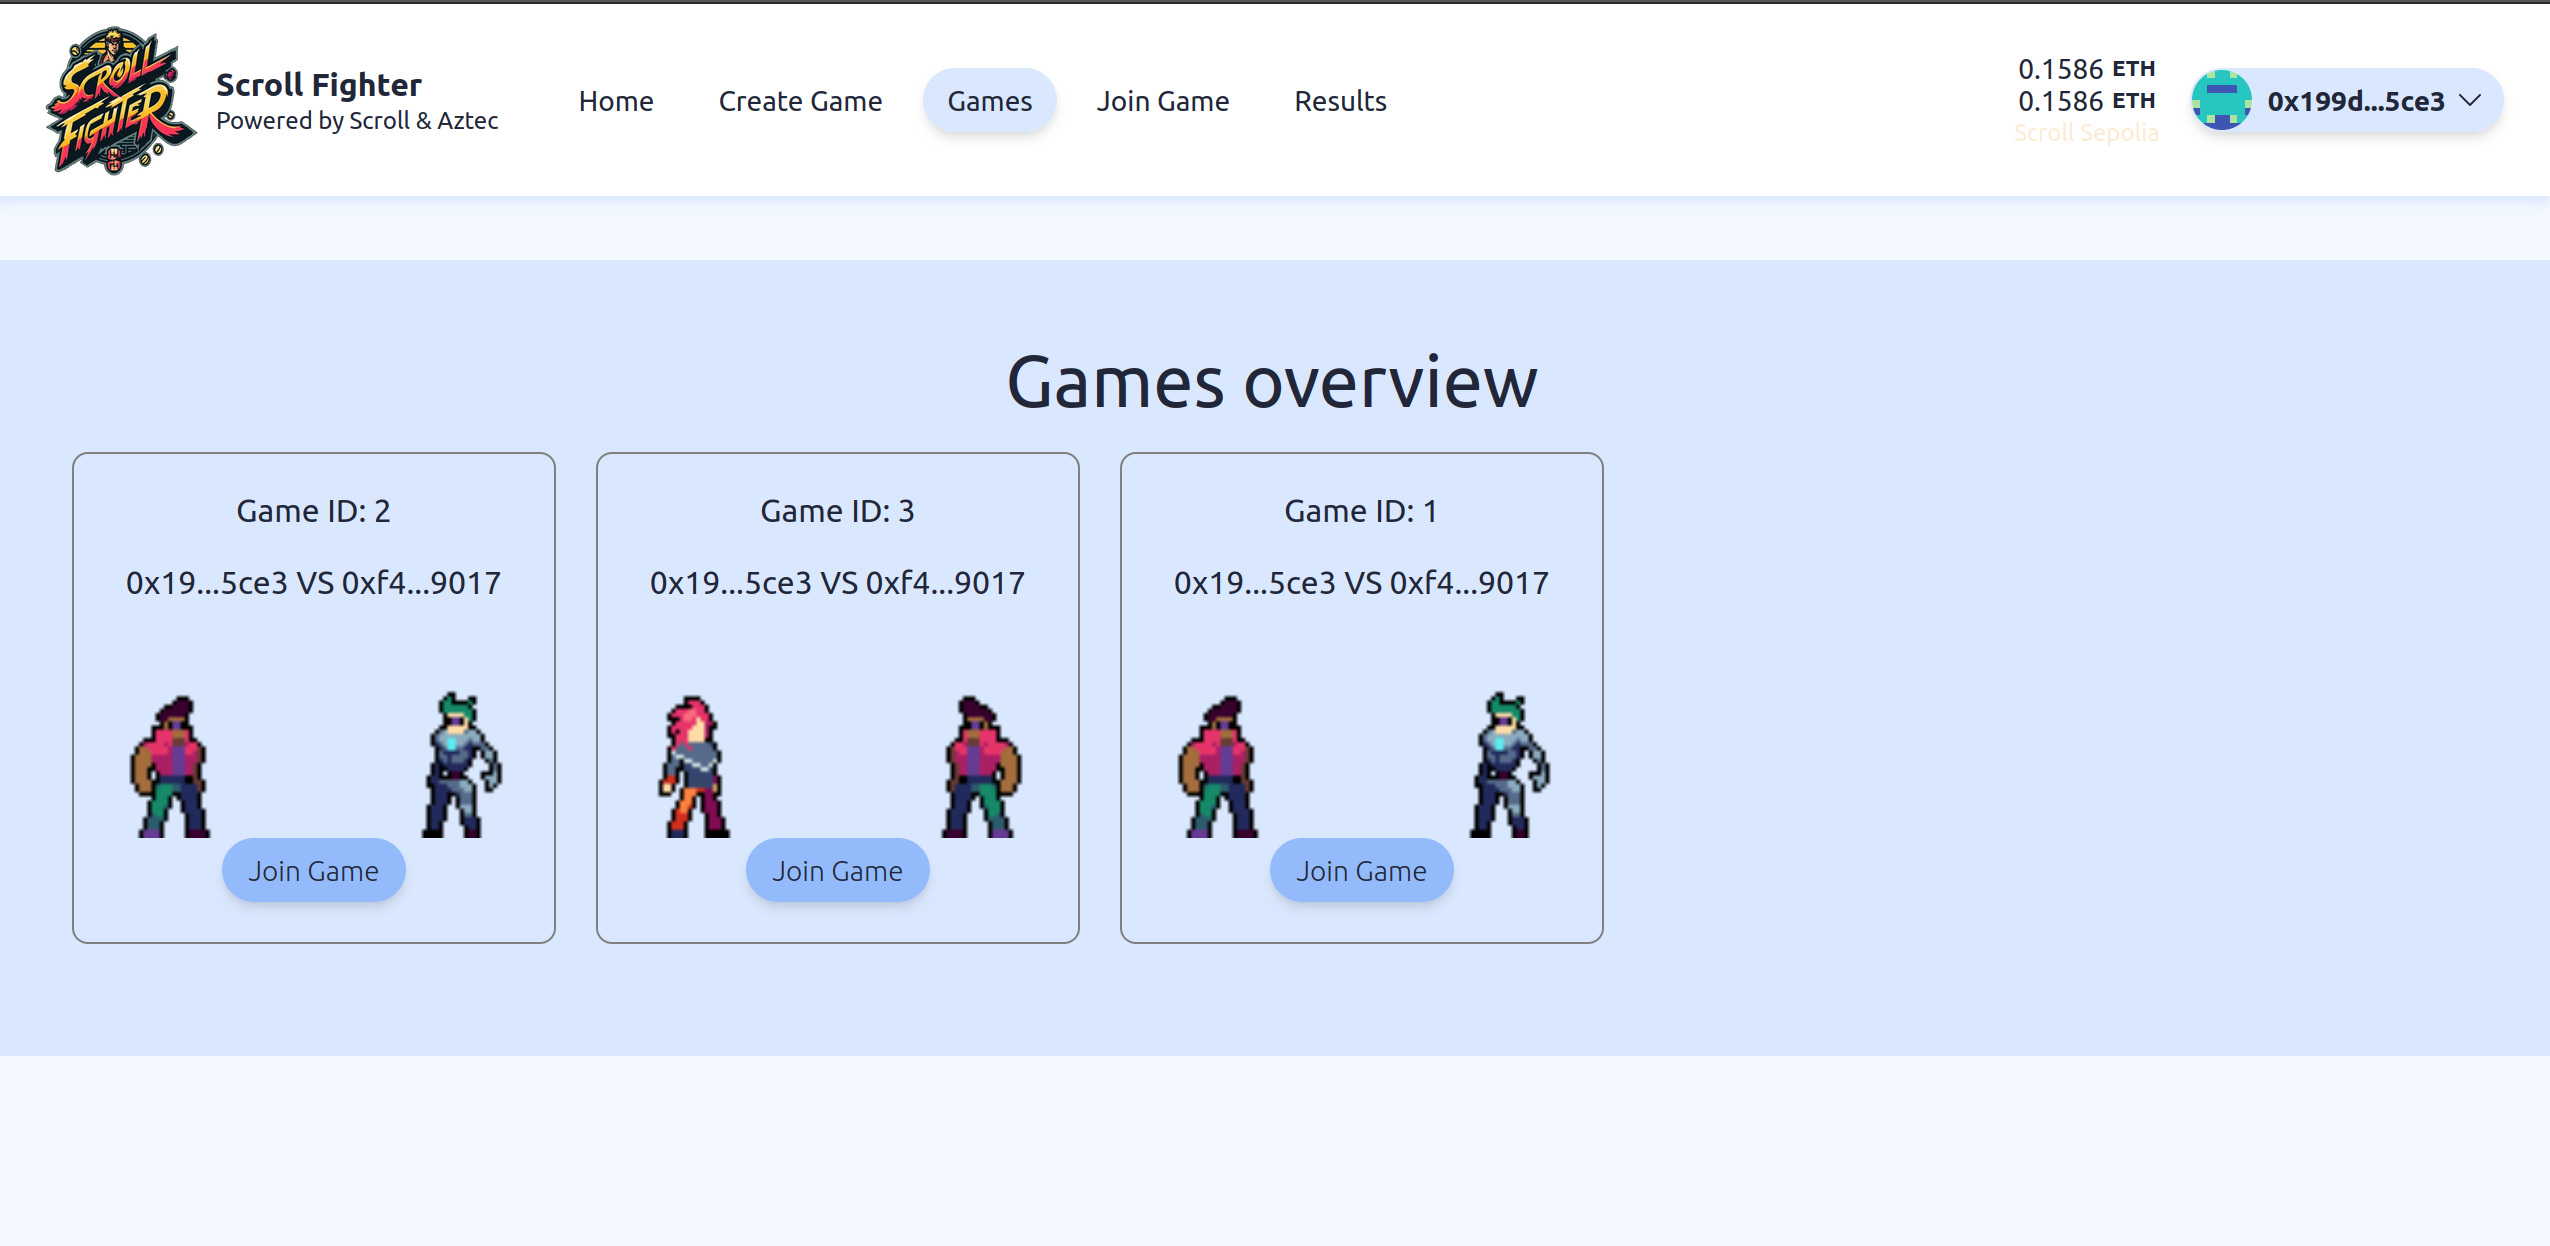 SCROLL
FIGHTER
Scroll Fighter
Powered by Scroll & Aztec
Home
Create Game
Games
Join Game
Results
0.1586 ETH
0.1586 ETH
Scroll Sepolia
0x199d...5ce3
Games overview
Game ID: 2
0x19...5ce3 VS 0xf4...9017
Join Game
Game ID: 3
0x19...5ce3 VS 0xf4...9017
Join Game
Game ID: 1
0x19...5ce3 VS 0xf4...9017
Join Game